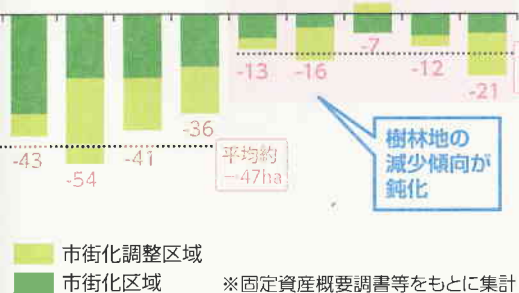 -43
-54
-41
-36
平均約
-47ha
-13
-16
-7
-12
-21
樹林地の
減少傾向が
鈍化
市街化調整区域
市街化区域
※固定資産概要調書等をもとに集計